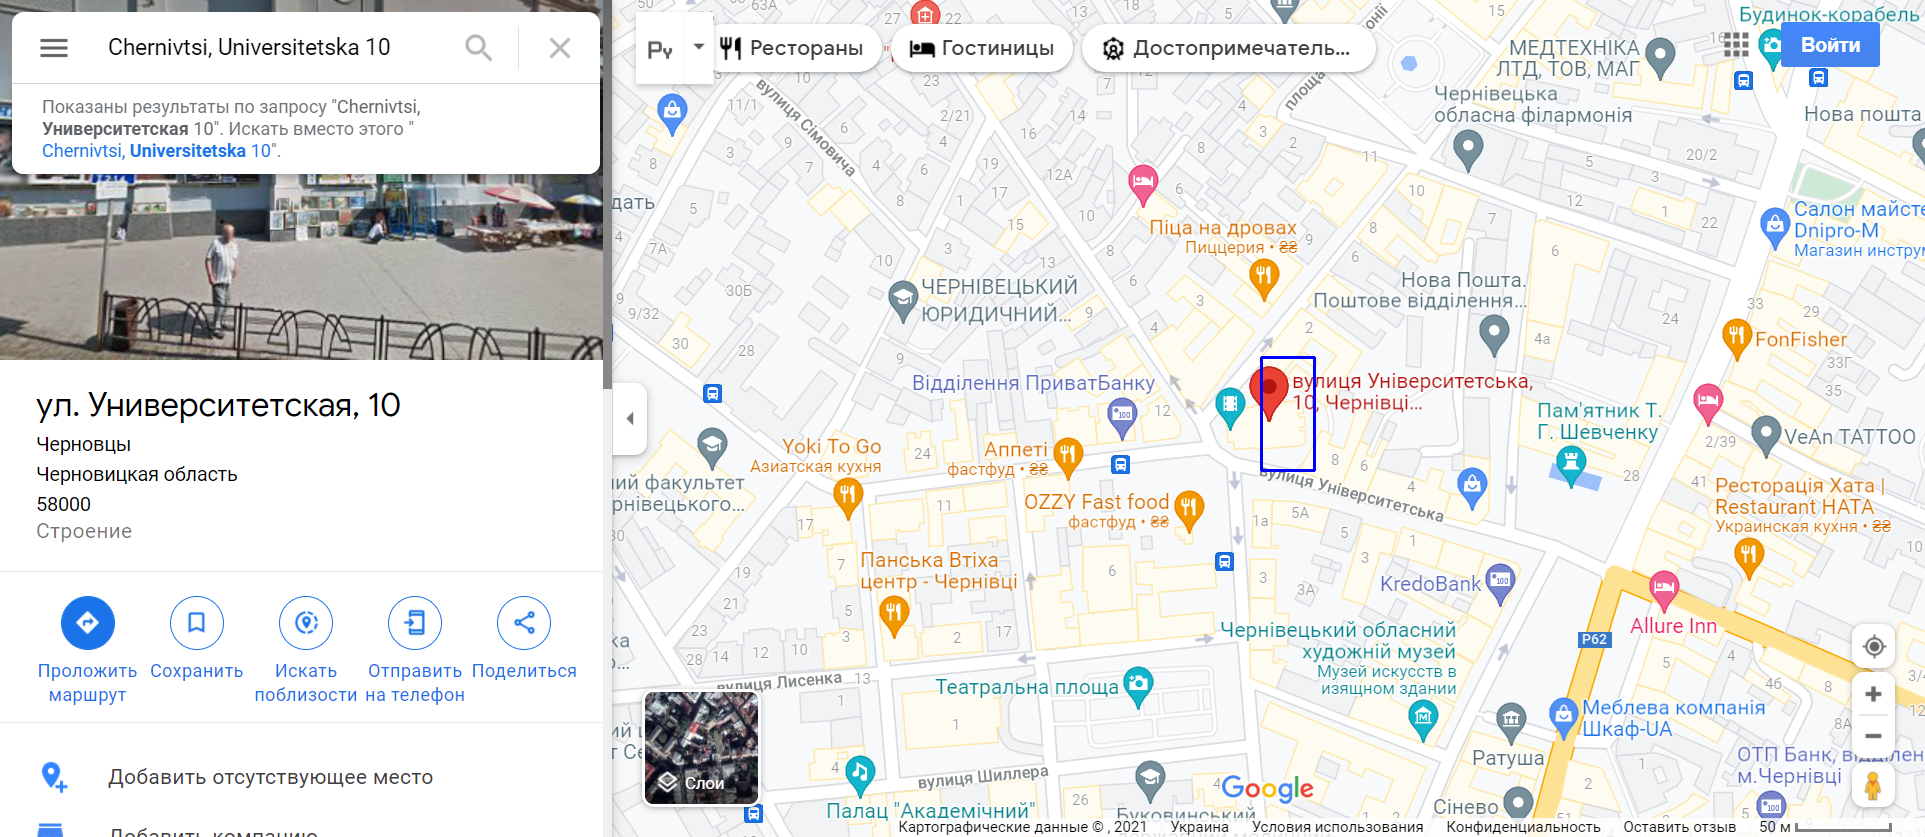 Chernivtsi, Universitetska 10
Показаны результаты по запросу "Chernivtsi,
Университетская 10". Искать вместо этого "
Chernivtsi, Universitetska 10".
ул. Университетская, 10
Черновцы
Черновицкая область
58000
Строение
Проложить маршрут
Сохранить
Искать поблизости
Отправить на телефон
Поделиться
Добавить отсутствующее место
Добавить компанию
Рестораны
Гостиницы
Достопримечатель...
Войти
Будинок-корабель
МЕДТЕХНІКА
ЛТД, ТОВ, МАГ
Чернівецька
обласна філармонія
Нова пошта
вулиця Сімовича
площа
Піца на дровах
Пиццерия • ₴₴
Салон майсте
Dnipro-M
Магазин инструм
ЧЕРНІВЕЦЬКИЙ
ЮРИДИЧНИЙ...
Нова Пошта.
Поштове відділення...
FonFisher
Відділення ПриватБанку
вулиця Університетська,
10, Чернівці...
Пам'ятник Т.
Г. Шевченку
VeAn TATTOO
Yoki To Go
Азиатская кухня
Аппеті
фастфуд • ₴₴
ий факультет
рнівецького...
OZZY Fast food
фастфуд • ₴₴
вулиця Університетська
Ресторація Хата |
Restaurant HATA
Украинская кухня • ₴₴
Панська Втіха
центр - Чернівці
KredoBank
Allure Inn
P62
Чернівецький обласний
художній музей
Музей искусств в
изящном здании
вулиця Лисенка
Театральна площа
Меблева компанія
Шкаф-UA
Ратуша
ОТП Банк, відділен
м.Чернівці
вулиця Шиллера
Палац "Академічний"
Буковинський
Сінево
Слои
Google
Картографические данные © , 2021
Украина
Условия использования
Конфиденциальность
Оставить отзыв
50 м